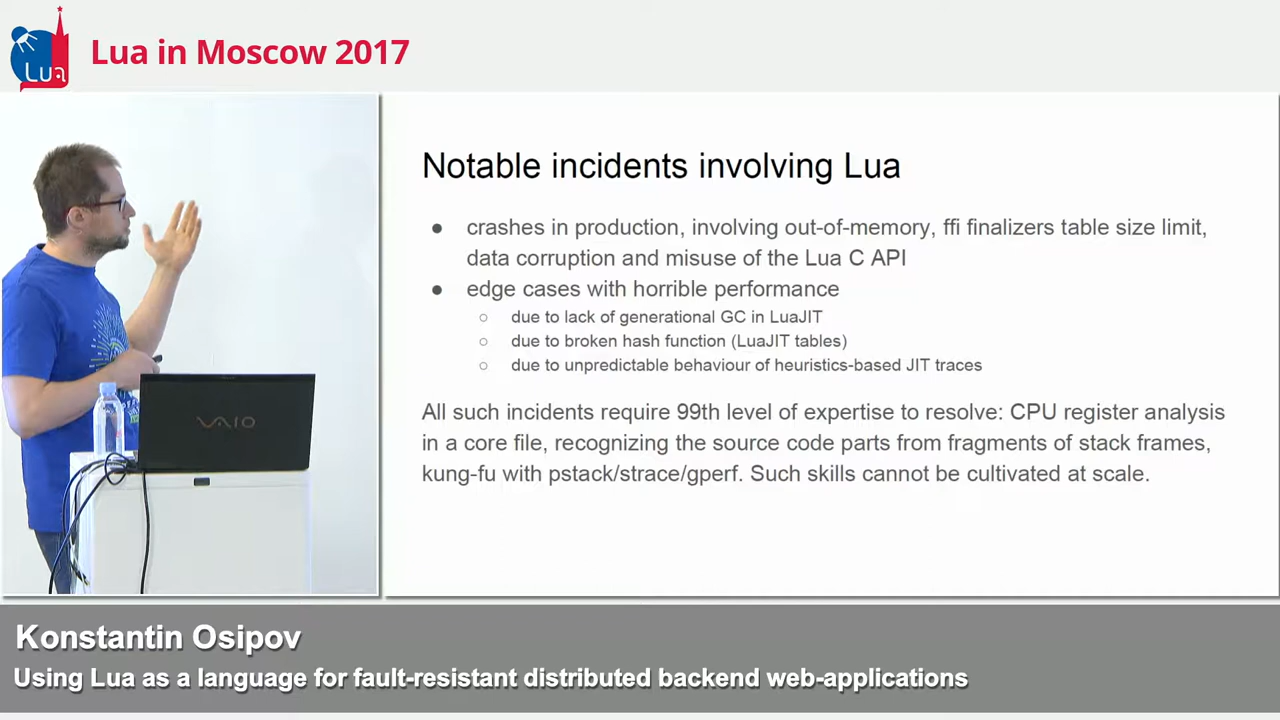 Lua
Lua in Moscow 2017
Notable incidents involving Lua
● crashes in production, involving out-of-memory, ffi finalizers table size limit,
data corruption and misuse of the Lua C API
● edge cases with horrible performance
○ due to lack of generational GC in LuaJIT
○ due to broken hash function (LuaJIT tables)
○ due to unpredictable behaviour of heuristics-based JIT traces
All such incidents require 99th level of expertise to resolve: CPU register analysis
in a core file, recognizing the source code parts from fragments of stack frames,
kung-fu with pstack/strace/gperf. Such skills cannot be cultivated at scale.
VAIO
Konstantin Osipov
Using Lua as a language for fault-resistant distributed backend web-applications